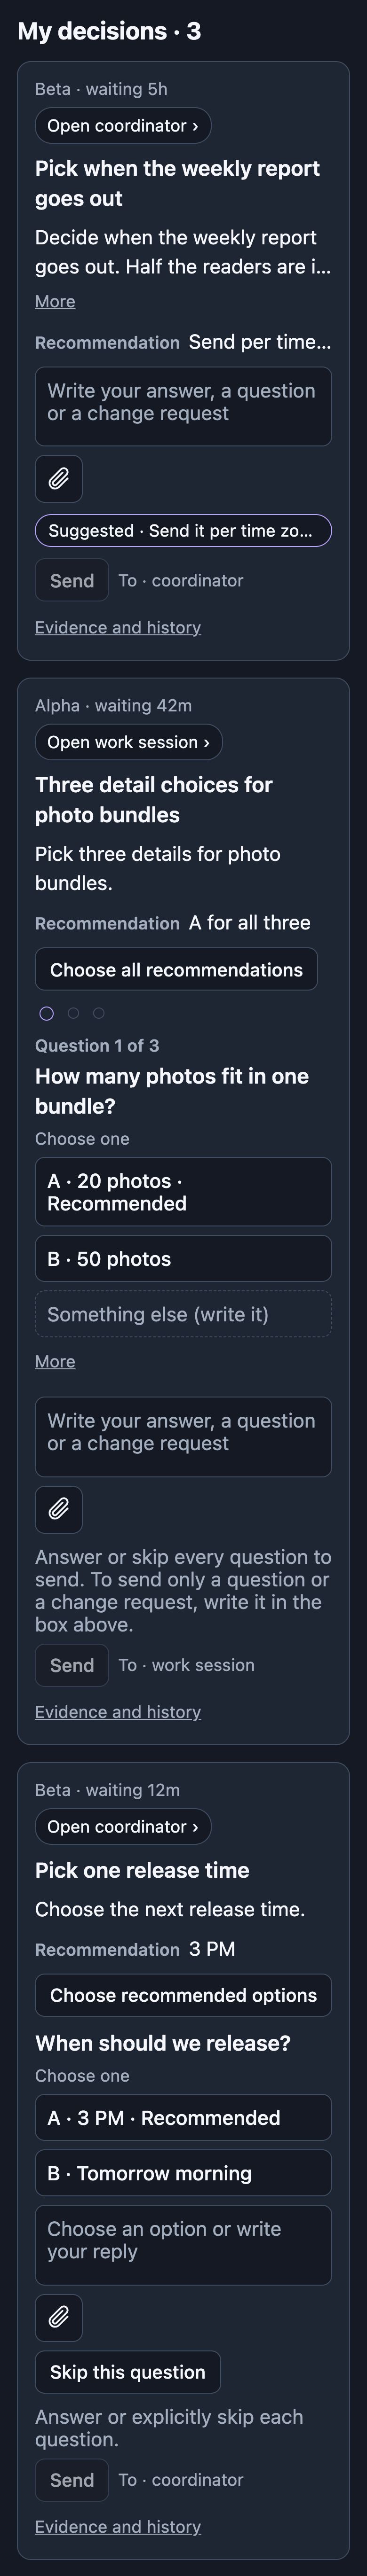 My decisions · 3
Beta · waiting 5h
Open coordinator ›
Pick when the weekly report
goes out
Decide when the weekly report
goes out. Half the readers are i...
More
Recommendation Send per time...
Write your answer, a question
or a change request
Suggested · Send it per time zo...
Send To · coordinator
Evidence and history
Alpha · waiting 42m
Open work session ›
Three detail choices for
photo bundles
Pick three details for photo
bundles.
Recommendation A for all three
Choose all recommendations
Question 1 of 3
How many photos fit in one
bundle?
Choose one
A · 20 photos ·
Recommended
B · 50 photos
Something else (write it)
More
Write your answer, a question
or a change request
Answer or skip every question to
send. To send only a question or
a change request, write it in the
box above.
Send To · work session
Evidence and history
Beta · waiting 12m
Open coordinator ›
Pick one release time
Choose the next release time.
Recommendation 3 PM
Choose recommended options
When should we release?
Choose one
A · 3 PM · Recommended
B · Tomorrow morning
Choose an option or write
your reply
Skip this question
Answer or explicitly skip each
question.
Send To · coordinator
Evidence and history